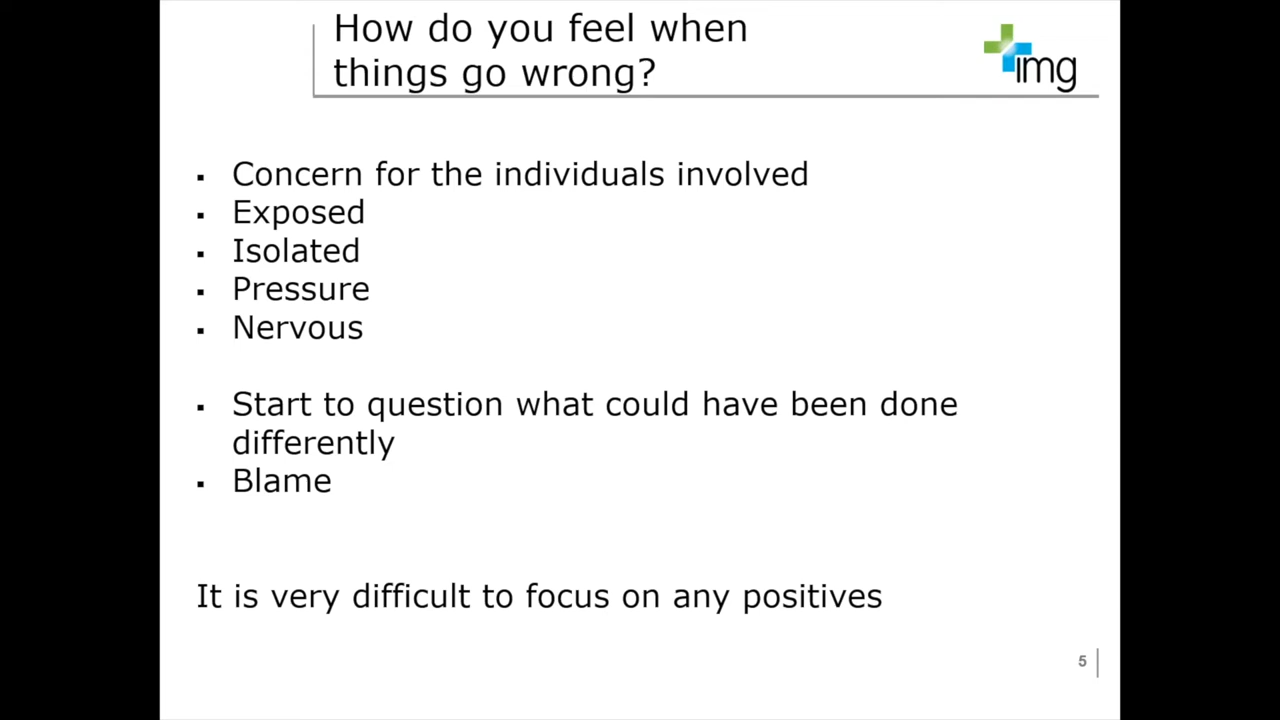 How do you feel when
things go wrong?
img
▪ Concern for the individuals involved
▪ Exposed
▪ Isolated
▪ Pressure
▪ Nervous
▪ Start to question what could have been done
differently
▪ Blame
It is very difficult to focus on any positives
5